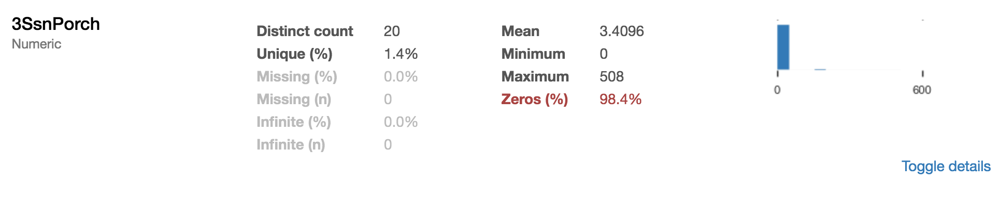 3SsnPorch
Numeric
Distinct count 20
Unique (%) 1.4%
Missing (%) 0.0%
Missing (n) 0
Infinite (%) 0.0%
Infinite (n) 0
Mean 3.4096
Minimum 0
Maximum 508
Zeros (%) 98.4%
0 600
Toggle details